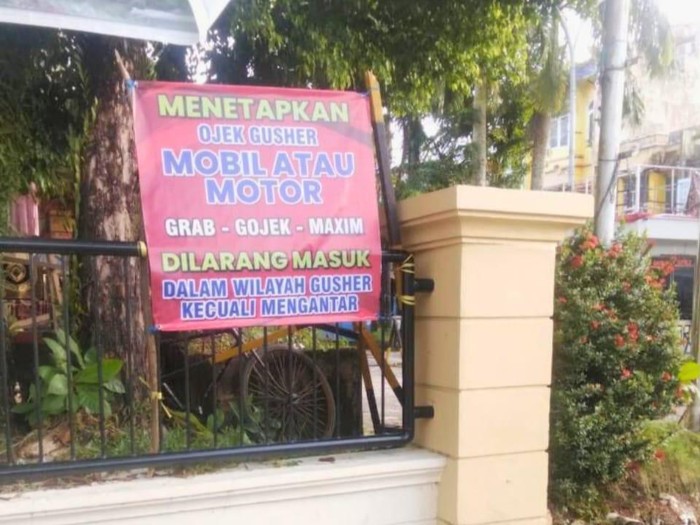 MENETAPKAN
OJEK GUSHER
MOBIL ATAU
MOTOR
GRAB - GOJEK - MAXIM
DILARANG MASUK
DALAM WILAYAH GUSHER
KECUALI MENGANTAR